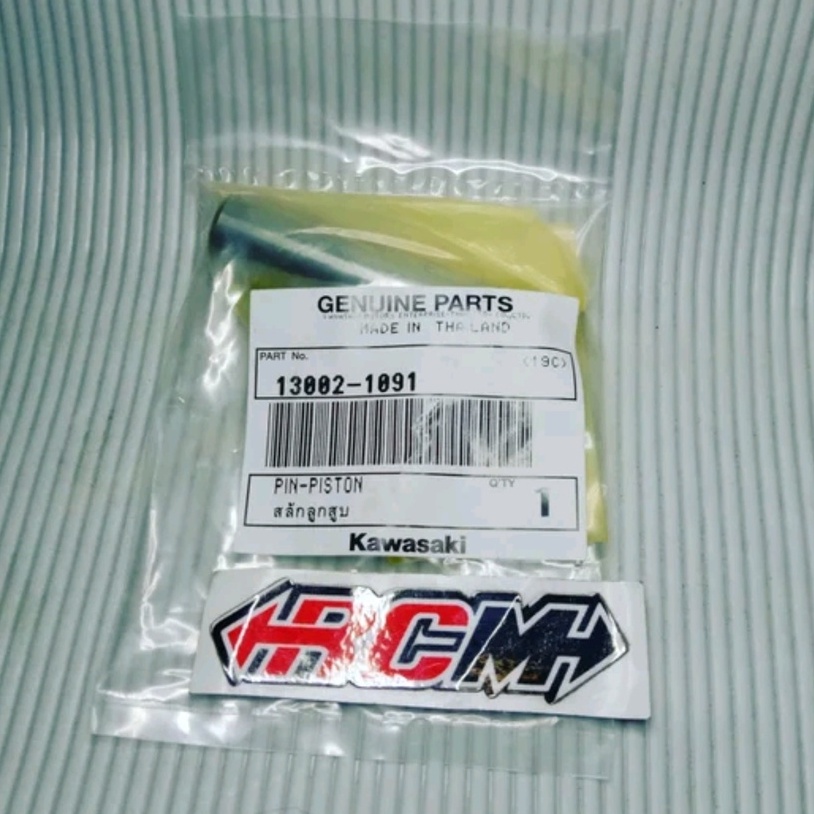 GENUINE PARTS
MADE IN THAILAND
PART No.
(19C)
13002-1091
PIN-PISTON
Q'TY
1
สลักลูกสูบ
Kawasaki